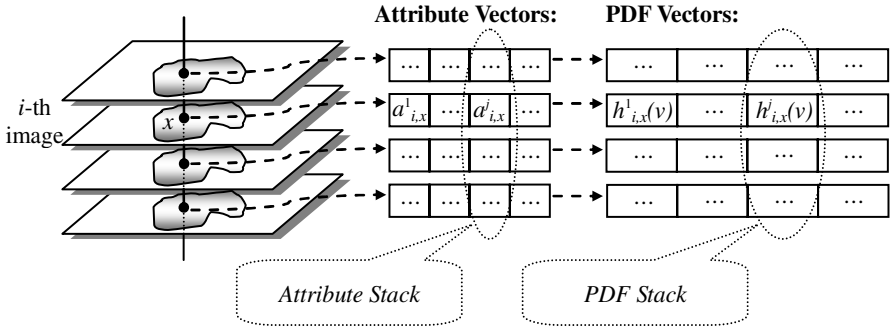 Attribute Vectors: PDF Vectors:
... ... ... ... ... ... ... ...
i-th image x a¹ᵢ,ₓ ... aʲᵢ,ₓ ... h¹ᵢ,ₓ(v) ... hʲᵢ,ₓ(v) ...
... ... ... ... ... ... ... ...
... ... ... ... ... ... ... ...
Attribute Stack PDF Stack